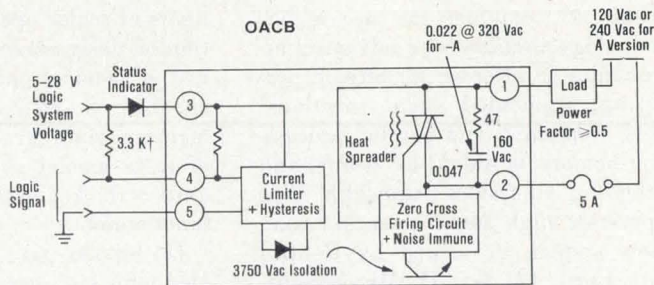 OACB
0.022 @ 320 Vac
for –A
120 Vac or
240 Vac for
A Version
5–28 V
Logic
System
Voltage
Status
Indicator
3
1
Load
Power
Factor ⩾0.5
3.3 K†
47
Heat
Spreader
160
Vac
0.047
Logic
Signal
4
2
5 A
5
Current
Limiter
+ Hysteresis
Zero Cross
Firing Circuit
+ Noise Immune
3750 Vac Isolation